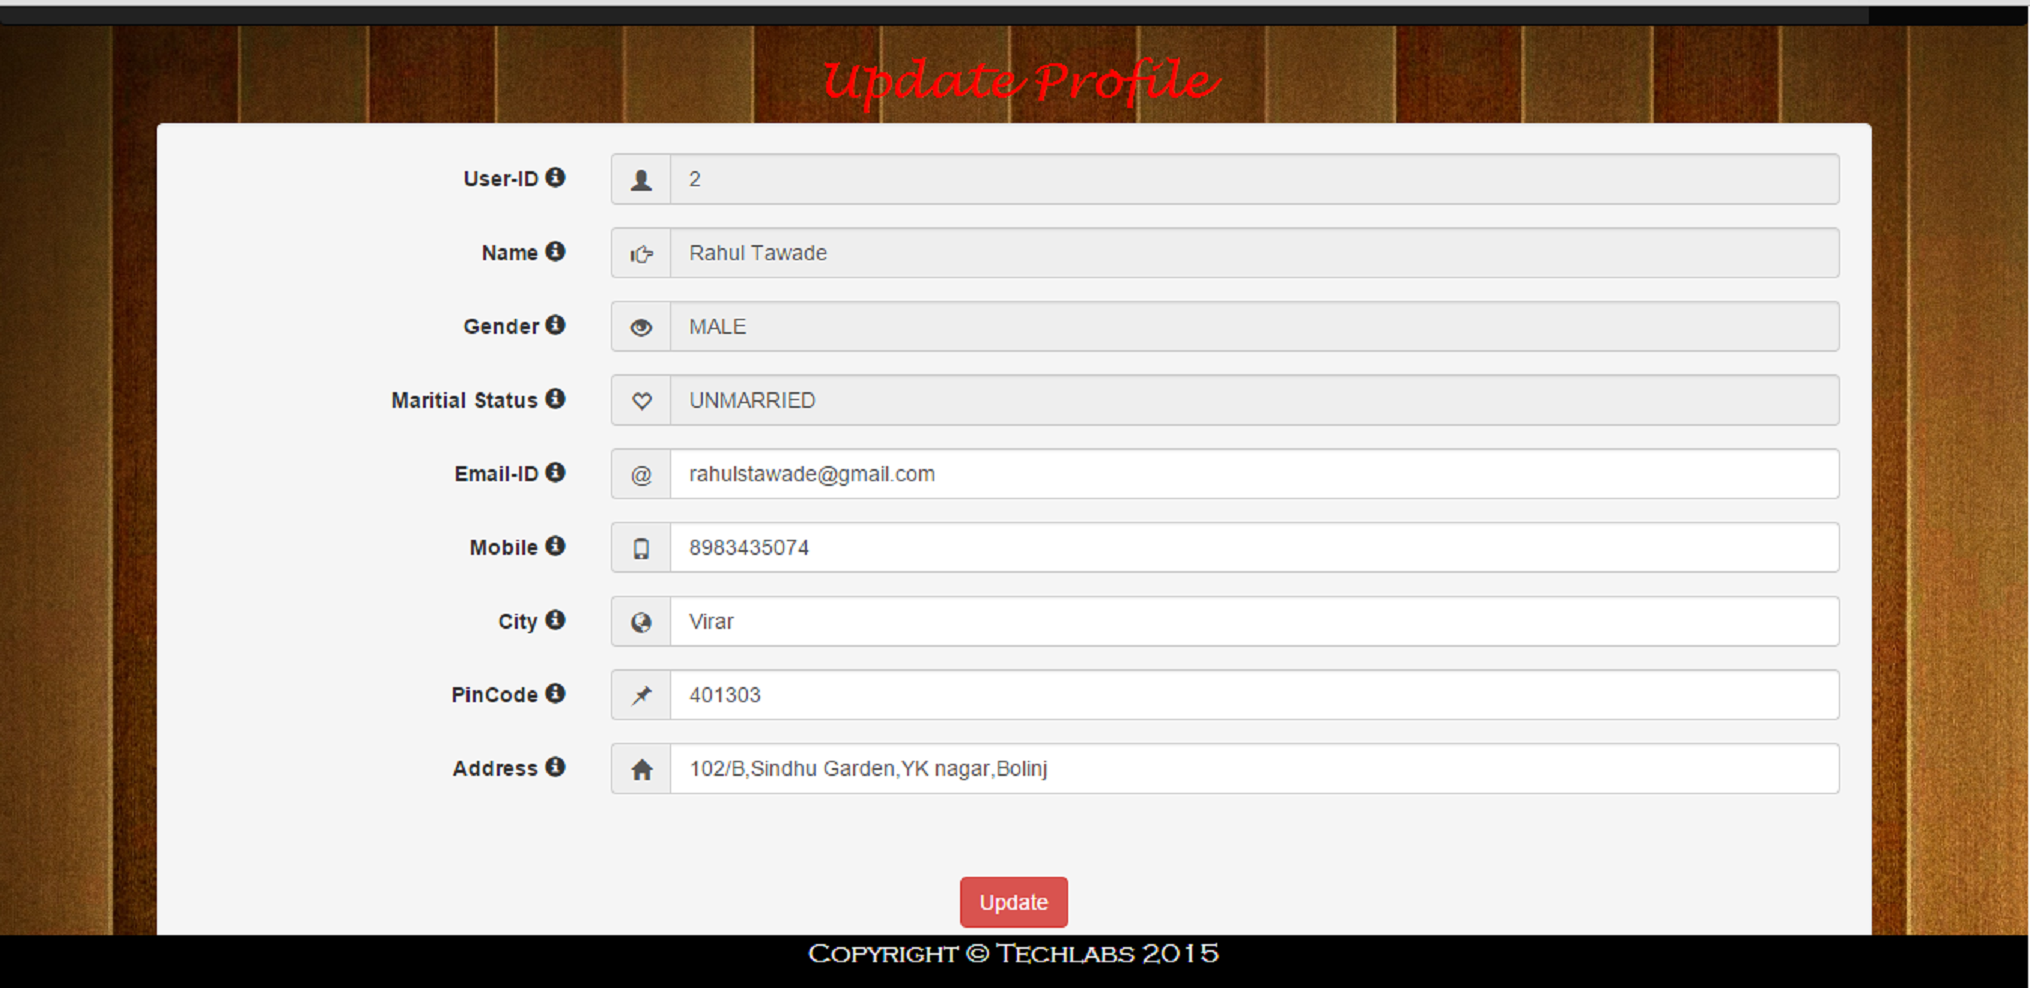 Update Profile
User-ID 2
Name Rahul Tawade
Gender MALE
Maritial Status UNMARRIED
Email-ID @ rahulstawade@gmail.com
Mobile 8983435074
City Virar
PinCode 401303
Address 102/B,Sindhu Garden,YK nagar,Bolinj
Update
Copyright © Techlabs 2015